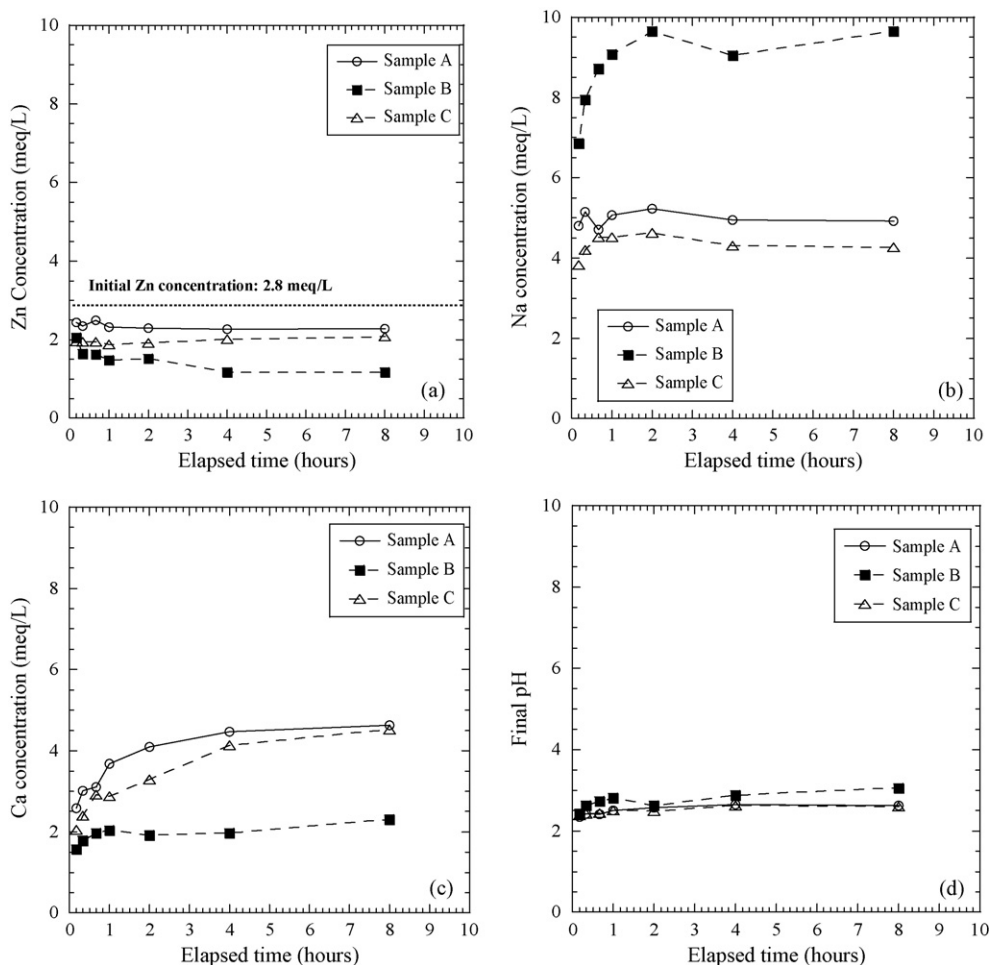 Zn Concentration (meq/L)
10
8
6
4
2
0
Sample A
Sample B
Sample C
Initial Zn concentration: 2.8 meq/L
(a)
0 1 2 3 4 5 6 7 8 9 10
Elapsed time (hours)
Na concentration (meq/L)
10
8
6
4
2
0
Sample A
Sample B
Sample C
(b)
0 1 2 3 4 5 6 7 8 9 10
Elapsed time (hours)
Ca concentration (meq/L)
10
8
6
4
2
0
Sample A
Sample B
Sample C
(c)
0 1 2 3 4 5 6 7 8 9 10
Elapsed time (hours)
Final pH
10
8
6
4
2
0
Sample A
Sample B
Sample C
(d)
0 1 2 3 4 5 6 7 8 9 10
Elapsed time (hours)